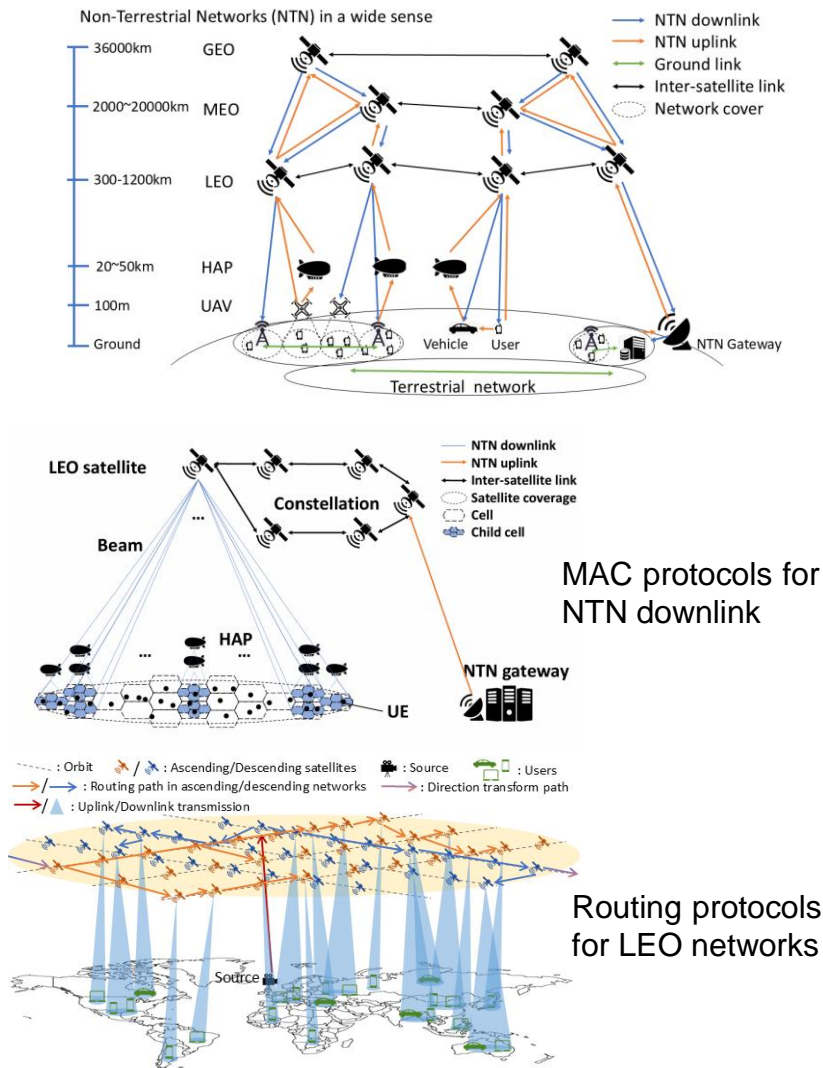 Non-Terrestrial Networks (NTN) in a wide sense
NTN downlink
NTN uplink
Ground link
Inter-satellite link
Network cover
36000km
GEO
2000~20000km
MEO
300-1200km
LEO
20~50km
HAP
100m
UAV
Ground
Vehicle
User
NTN Gateway
Terrestrial network
LEO satellite
NTN downlink
NTN uplink
Inter-satellite link
Satellite coverage
Cell
Child cell
Constellation
...
Beam
MAC protocols for
NTN downlink
HAP
...
...
...
NTN gateway
UE
: Orbit
/ : Ascending/Descending satellites
: Source
: Users
/ : Routing path in ascending/descending networks
: Direction transform path
/ : Uplink/Downlink transmission
Routing protocols
for LEO networks
Source